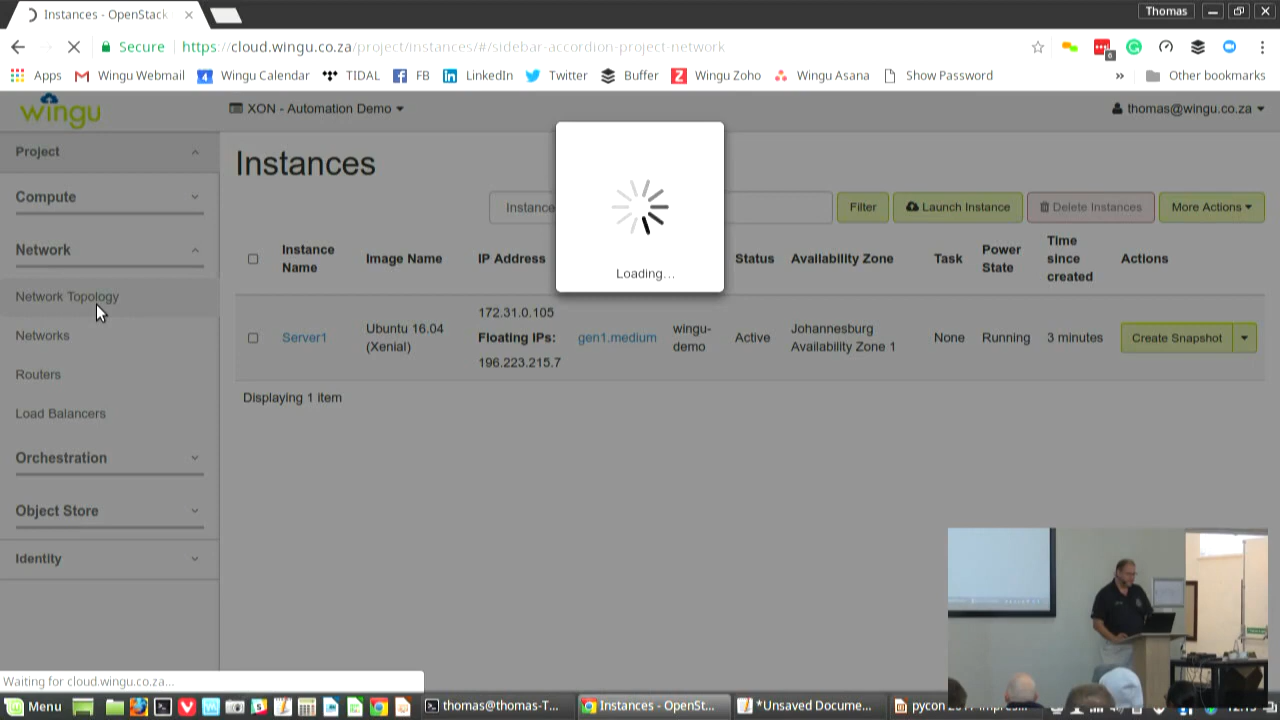 Instances - OpenStack
Thomas
Secure
https://cloud.wingu.co.za/project/instances/#/sidebar-accordion-project-network
6
Apps
Wingu Webmail
Wingu Calendar
TIDAL
FB
LinkedIn
Twitter
Buffer
Wingu Zoho
Wingu Asana
Show Password
»
Other bookmarks
wingu
XON - Automation Demo
thomas@wingu.co.za
Project
Compute
Network
Network Topology
Networks
Routers
Load Balancers
Orchestration
Object Store
Identity
Instances
Instance
Filter
Launch Instance
Delete Instances
More Actions
Instance Name
Image Name
IP Address
Status
Availability Zone
Task
Power State
Time since created
Actions
Server1
Ubuntu 16.04 (Xenial)
172.31.0.105
Floating IPs:
196.223.215.7
gen1.medium
wingu-demo
Active
Johannesburg Availability Zone 1
None
Running
3 minutes
Create Snapshot
Displaying 1 item
Loading...
Waiting for cloud.wingu.co.za...
Menu
thomas@thomas-T...
Instances - OpenSt...
*Unsaved Docume...
pycon